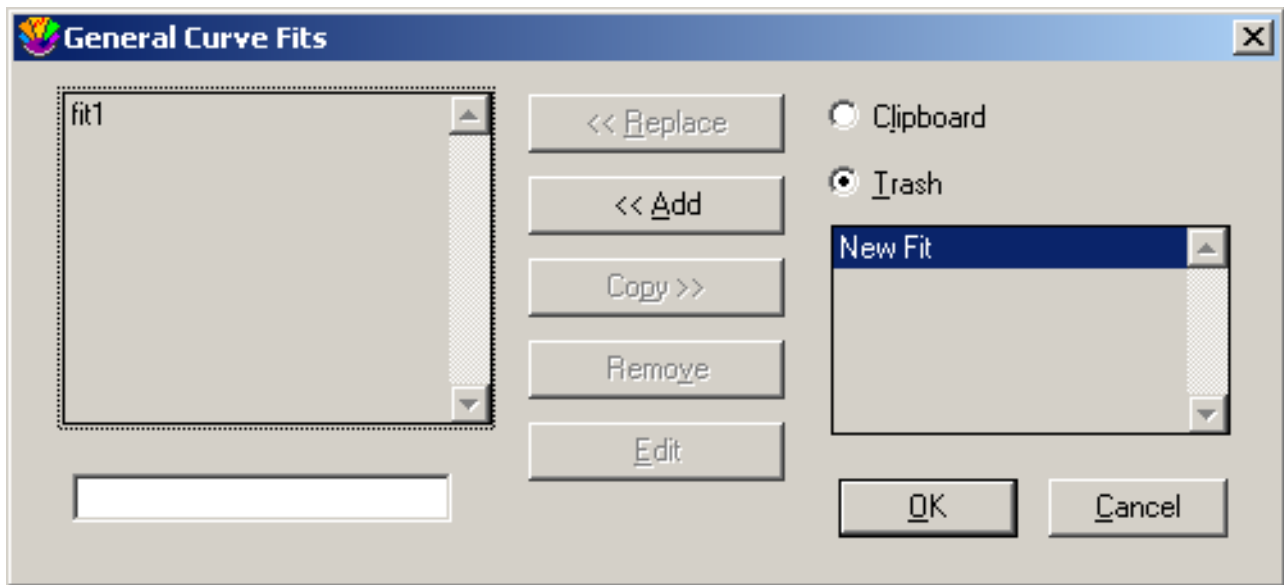 General Curve Fits
fit1
<< Replace
<< Add
Copy >>
Remove
Edit
Clipboard
Trash
New Fit
OK
Cancel